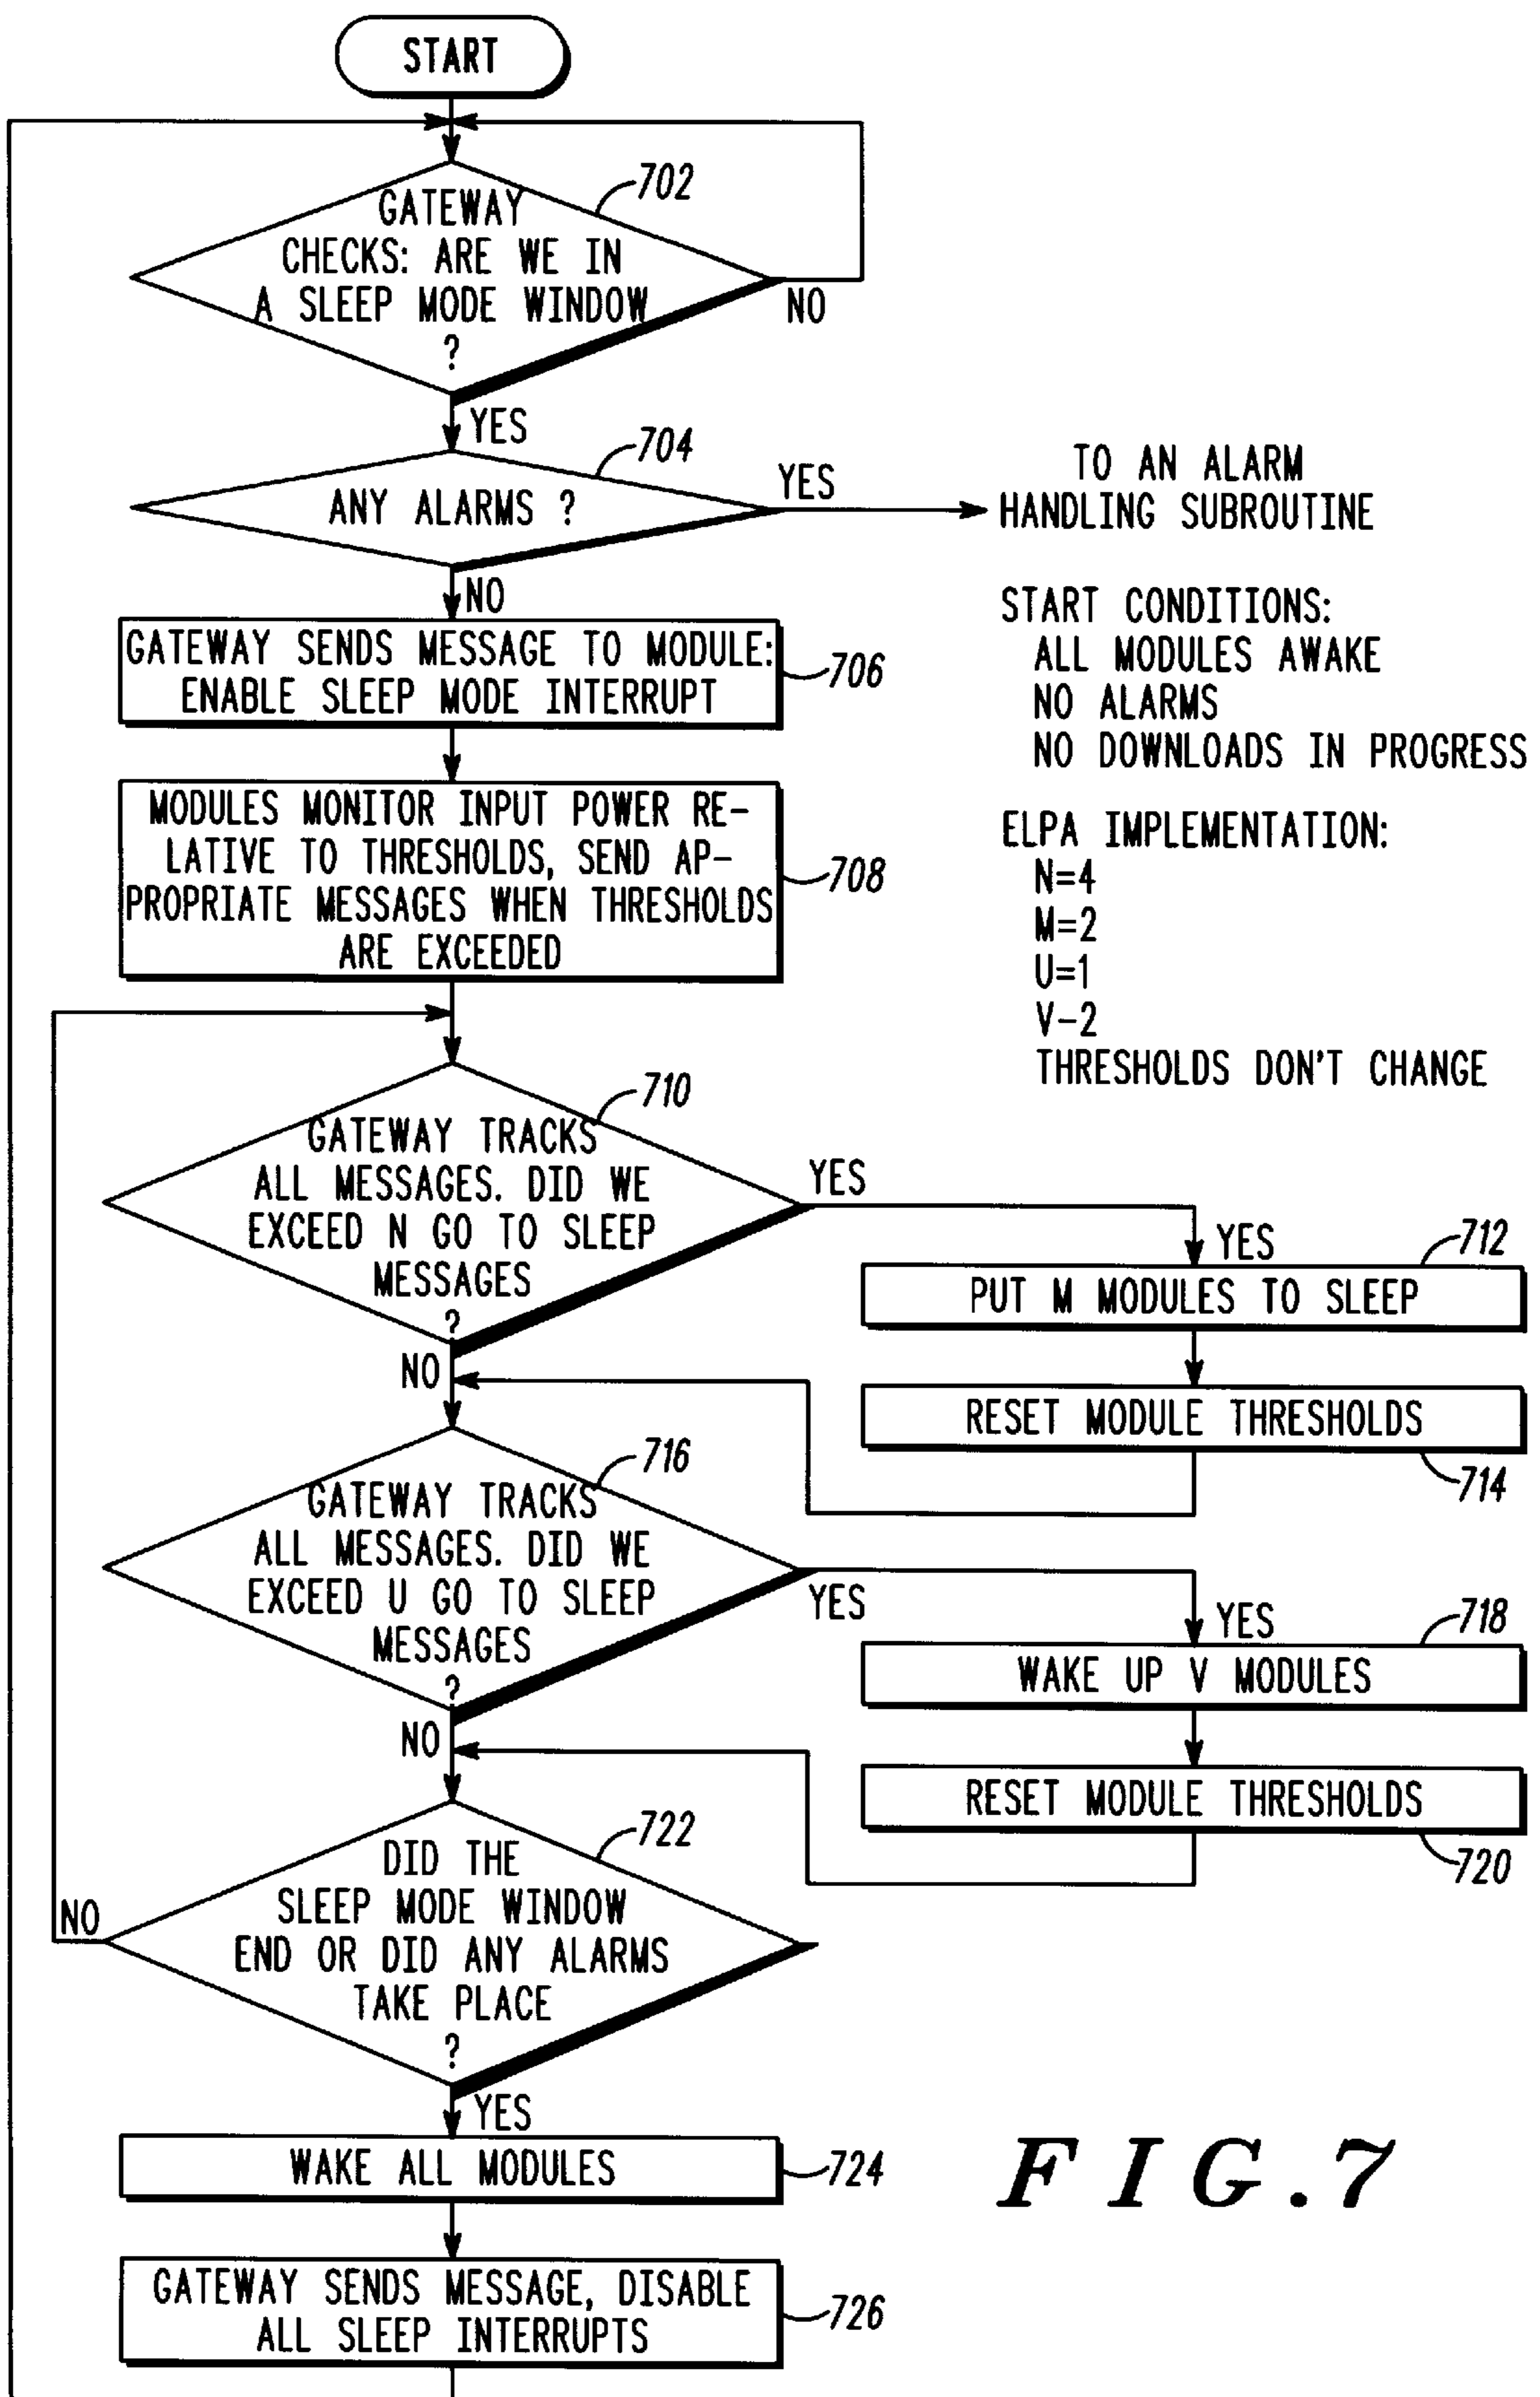 START
702
GATEWAY
CHECKS: ARE WE IN
A SLEEP MODE WINDOW
?
NO
YES
704
ANY ALARMS ?
YES
TO AN ALARM
HANDLING SUBROUTINE
NO
GATEWAY SENDS MESSAGE TO MODULE:
ENABLE SLEEP MODE INTERRUPT
706
START CONDITIONS:
ALL MODULES AWAKE
NO ALARMS
NO DOWNLOADS IN PROGRESS
MODULES MONITOR INPUT POWER RE-
LATIVE TO THRESHOLDS, SEND AP-
PROPRIATE MESSAGES WHEN THRESHOLDS
ARE EXCEEDED
708
ELPA IMPLEMENTATION:
N=4
M=2
U=1
V-2
THRESHOLDS DON'T CHANGE
710
GATEWAY TRACKS
ALL MESSAGES. DID WE
EXCEED N GO TO SLEEP
MESSAGES
?
YES
YES
712
PUT M MODULES TO SLEEP
NO
RESET MODULE THRESHOLDS
714
716
GATEWAY TRACKS
ALL MESSAGES. DID WE
EXCEED U GO TO SLEEP
MESSAGES
?
YES
YES
718
WAKE UP V MODULES
NO
RESET MODULE THRESHOLDS
720
722
DID THE
SLEEP MODE WINDOW
END OR DID ANY ALARMS
TAKE PLACE
?
NO
YES
WAKE ALL MODULES
724
FIG.7
GATEWAY SENDS MESSAGE, DISABLE
ALL SLEEP INTERRUPTS
726